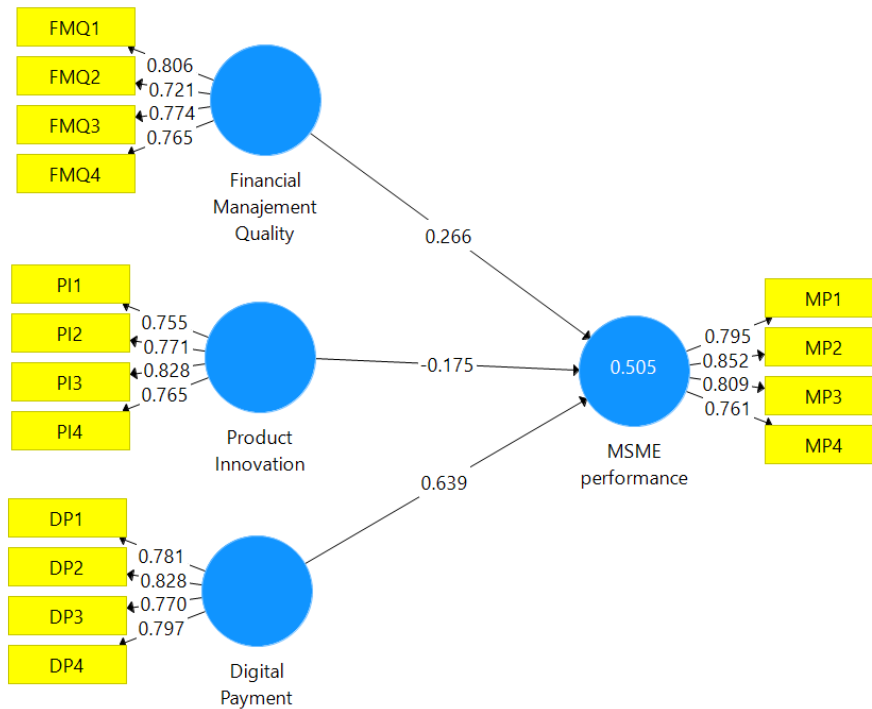 FMQ1
0.806
FMQ2
0.721
FMQ3
0.774
0.765
FMQ4
Financial
Manajement
Quality
0.266
PI1
0.755
PI2
0.771
PI3
0.828
0.765
PI4
Product
Innovation
-0.175
0.505
MSME
performance
MP1
0.795
MP2
0.852
MP3
0.809
0.761
MP4
0.639
DP1
0.781
DP2
0.828
DP3
0.770
0.797
DP4
Digital
Payment